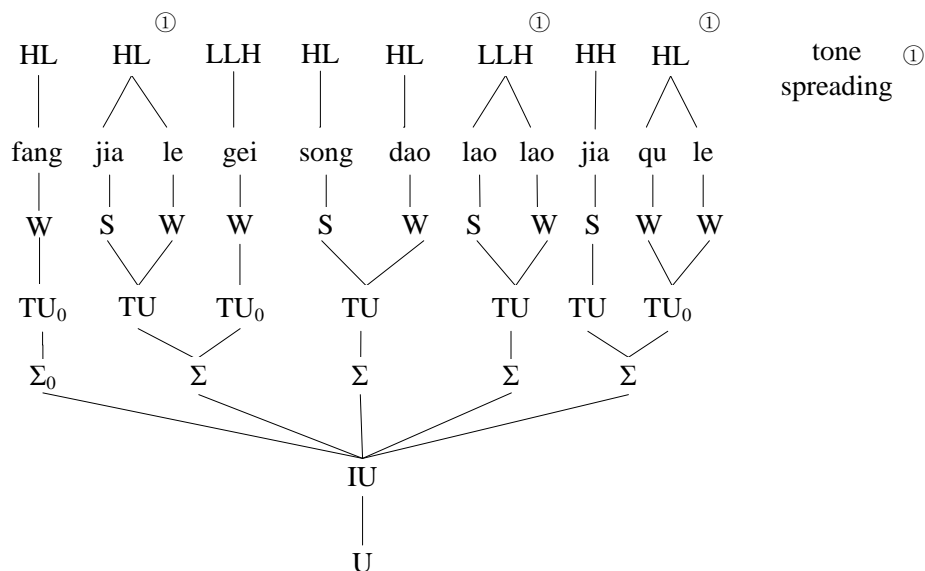 ① ①  ①
HL HL LLH HL HL LLH HH HL tone ①
spreading
fang jia le gei song dao lao lao jia qu le
W S W W S W S W S W W
TU₀ TU TU₀ TU TU TU TU₀
Σ₀ Σ Σ Σ Σ
IU
U